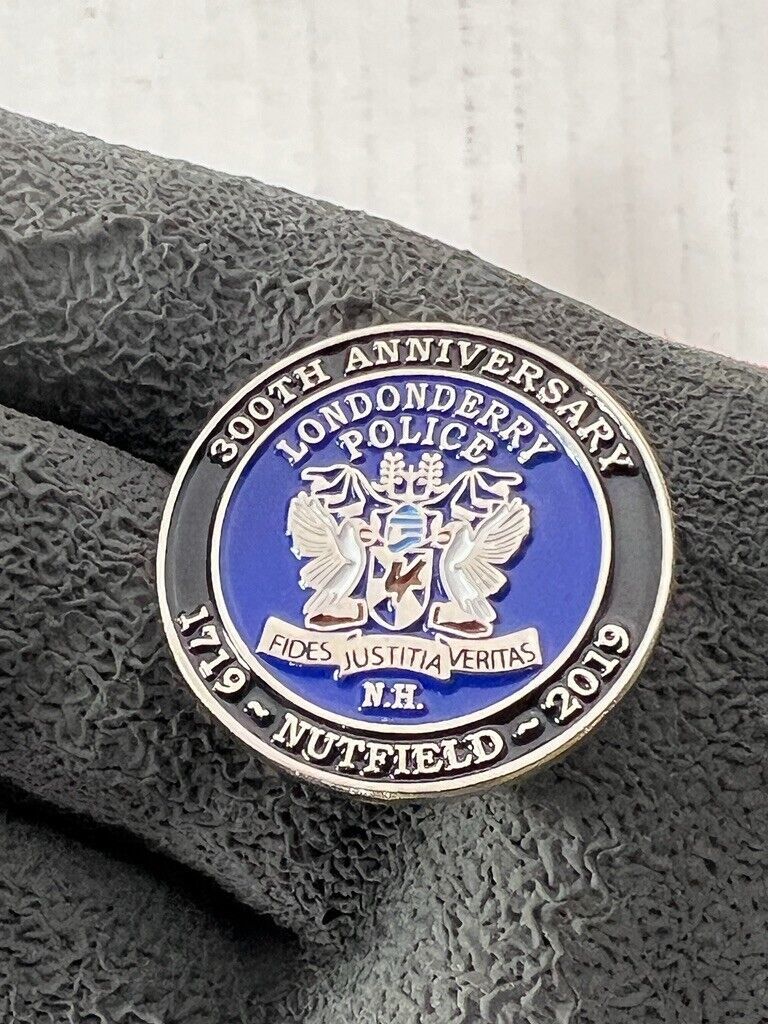 300TH ANNIVERSARY
LONDONDERRY
POLICE
FIDES JUSTITIA VERITAS
N.H.
1719 ~ NUTFIELD ~ 2019